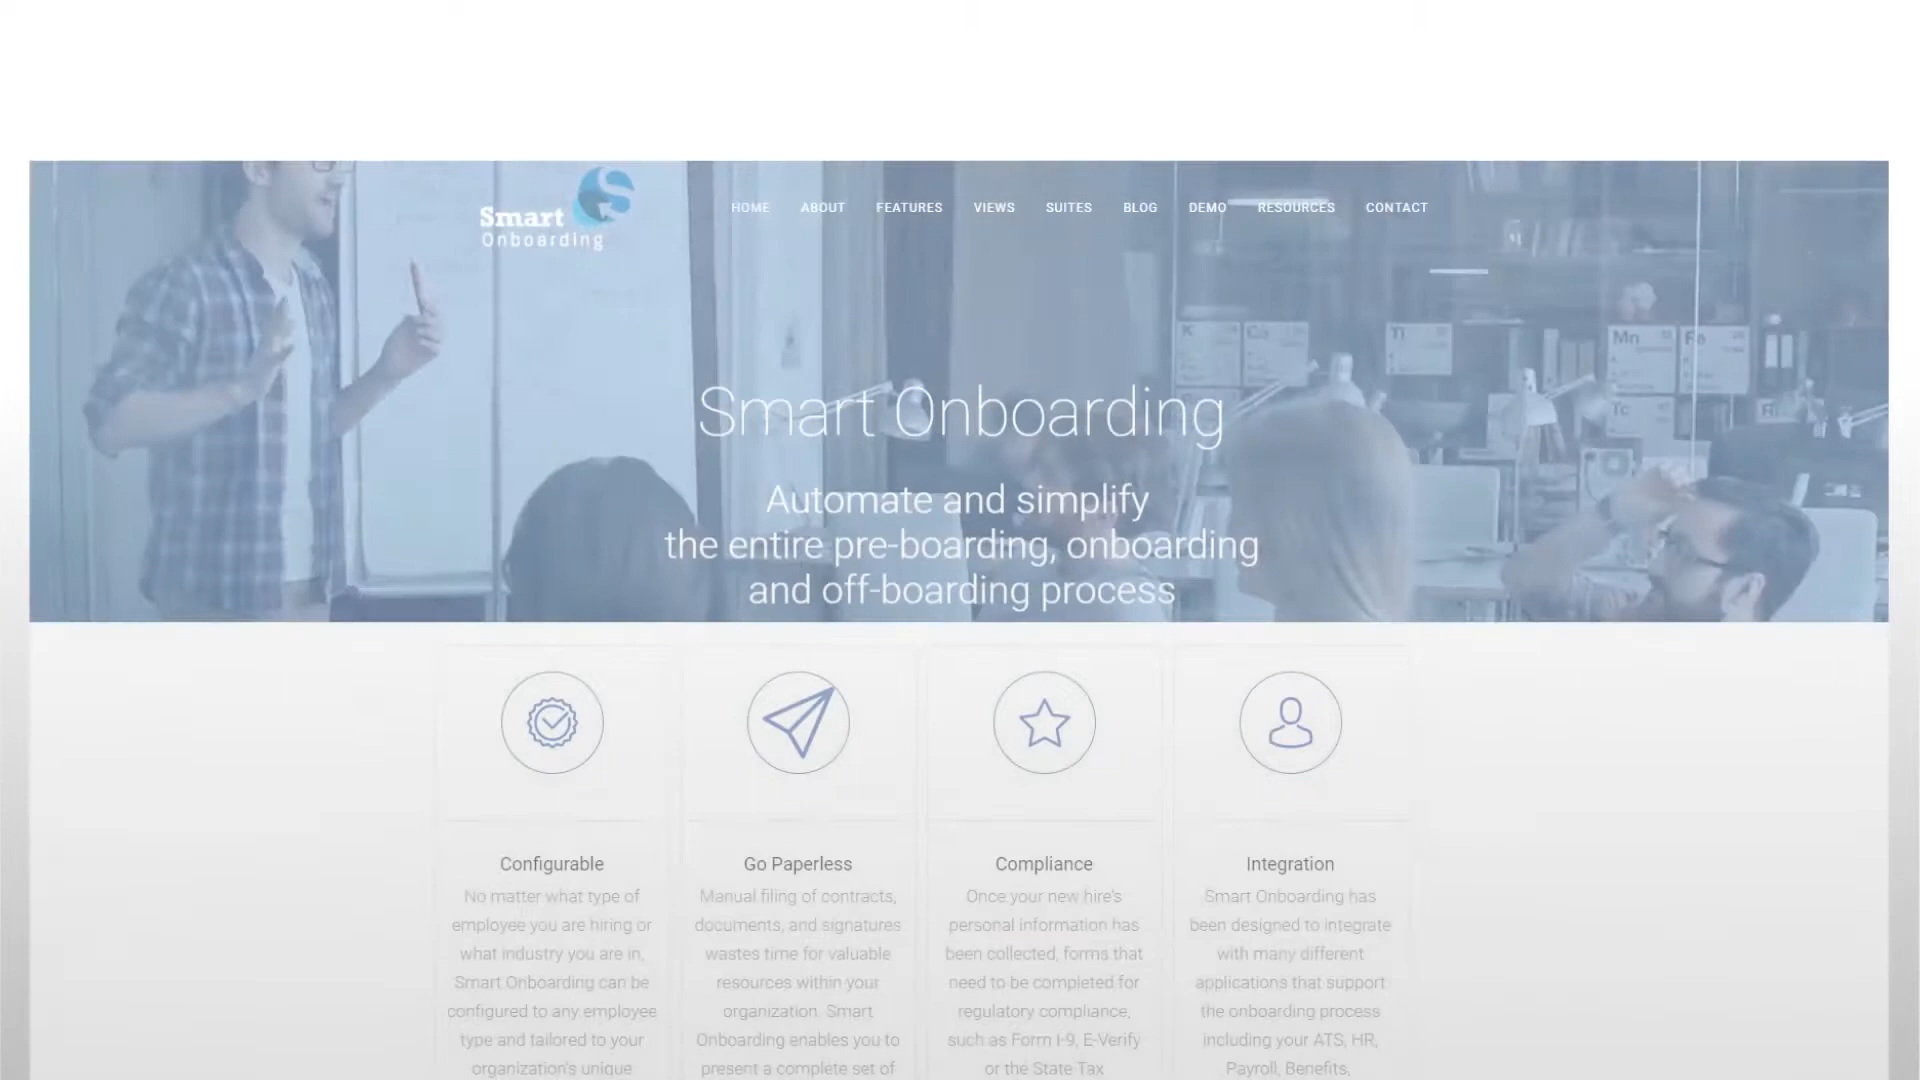 Smart
Onboarding
HOME ABOUT FEATURES VIEWS SUITES BLOG DEMO RESOURCES CONTACT
K
Ti
Mn
Fe
Tc
Smart Onboarding
Automate and simplify
the entire pre-boarding, onboarding
and off-boarding process
Configurable
No matter what type of
employee you are hiring or
what industry you are in,
Smart Onboarding can be
configured to any employee
type and tailored to your
organization's unique
Go Paperless
Manual filing of contracts,
documents, and signatures
wastes time for valuable
resources within your
organization. Smart
Onboarding enables you to
present a complete set of
Compliance
Once your new hire's
personal information has
been collected, forms that
need to be completed for
regulatory compliance,
such as Form I-9, E-Verify
or the State Tax
Integration
Smart Onboarding has
been designed to integrate
with many different
applications that support
the onboarding process
including your ATS, HR,
Payroll, Benefits,